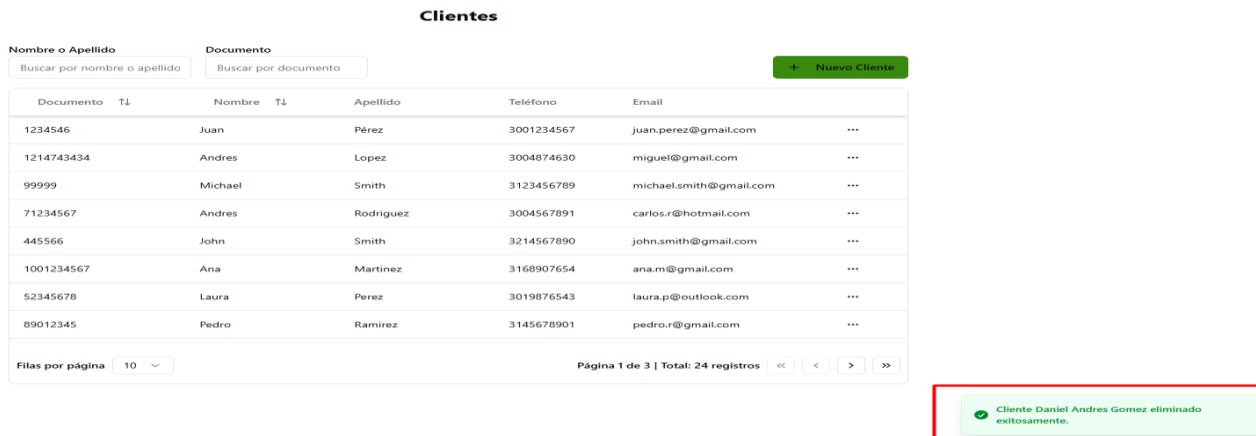 Clientes
Nombre o Apellido Documento
Buscar por nombre o apellido Buscar por documento + Nuevo Cliente
Documento ↑↓ Nombre ↑↓ Apellido Teléfono Email
1234546 Juan Pérez 3001234567 juan.perez@gmail.com ...
1214743434 Andres Lopez 3004874630 miguel@gmail.com ...
99999 Michael Smith 3123456789 michael.smith@gmail.com ...
71234567 Andres Rodriguez 3004567891 carlos.r@hotmail.com ...
445566 John Smith 3214567890 john.smith@gmail.com ...
1001234567 Ana Martinez 3168907654 ana.m@gmail.com ...
52345678 Laura Perez 3019876543 laura.p@outlook.com ...
89012345 Pedro Ramirez 3145678901 pedro.r@gmail.com ...
Filas por página 10 Página 1 de 3 | Total: 24 registros « < > »
Cliente Daniel Andres Gomez eliminado
exitosamente.